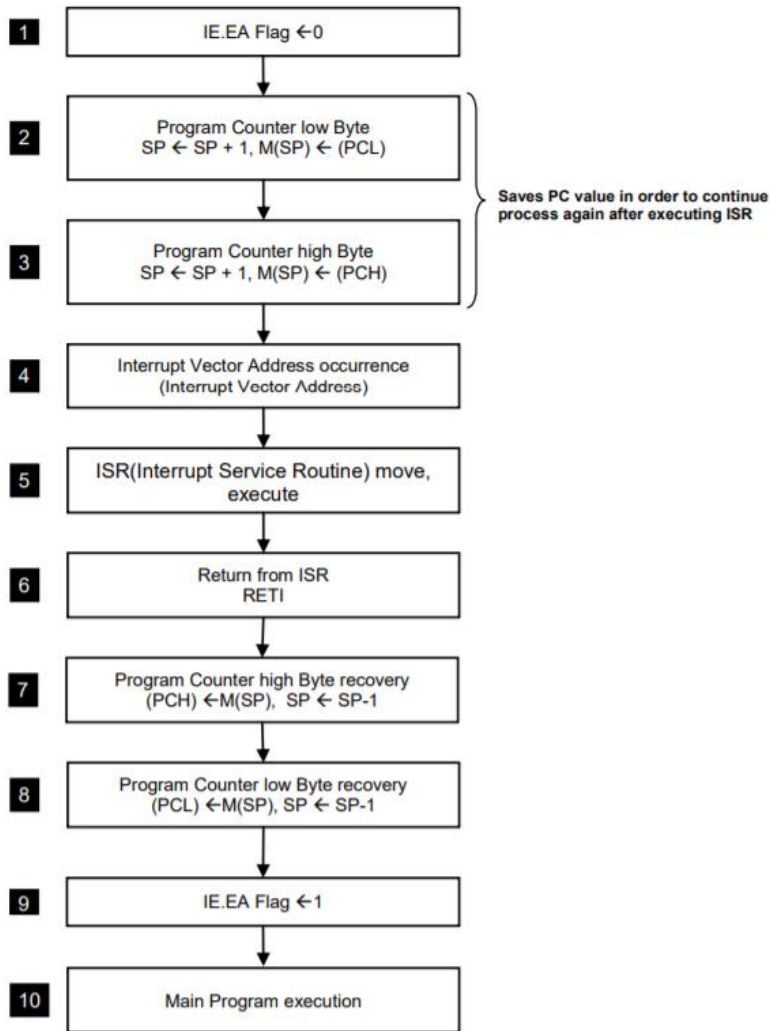 1
IE.EA Flag ←0
2
Program Counter low Byte
SP ← SP + 1, M(SP) ← (PCL)
Saves PC value in order to continue
process again after executing ISR
3
Program Counter high Byte
SP ← SP + 1, M(SP) ← (PCH)
4
Interrupt Vector Address occurrence
(Interrupt Vector Address)
5
ISR(Interrupt Service Routine) move,
execute
6
Return from ISR
RETI
7
Program Counter high Byte recovery
(PCH) ←M(SP), SP ← SP-1
8
Program Counter low Byte recovery
(PCL) ←M(SP), SP ← SP-1
9
IE.EA Flag ←1
10
Main Program execution